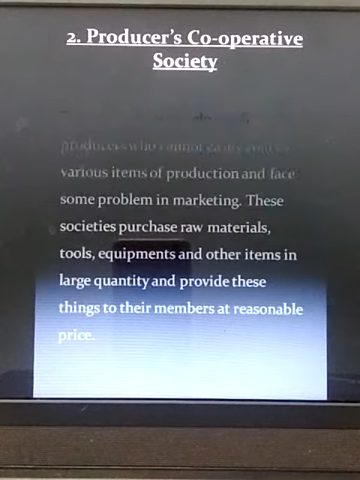 2. Producer's Co-operative
Society
producers who cannot easily
various items of production and face
some problem in marketing. These
societies purchase raw materials,
tools, equipments and other items in
large quantity and provide these
things to their members at reasonable
price.